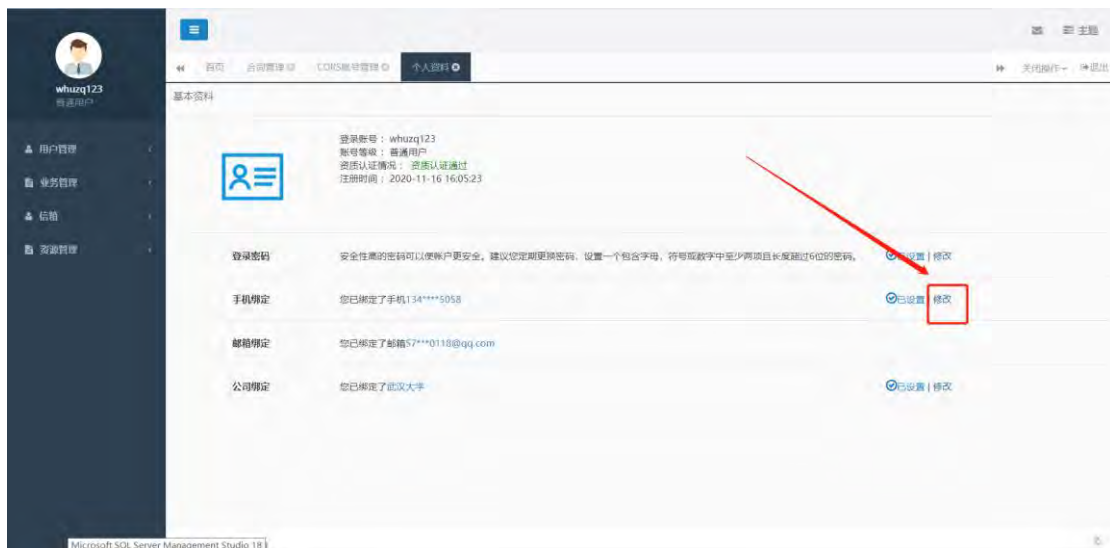 主题
首页 合同管理 CORS账号管理 个人资料 关闭操作 退出
whuzq123
普通用户
基本资料
登录账号： whuzq123
账号等级： 普通用户
资质认证情况： 资质认证通过
注册时间： 2020-11-16 16:05:23
用户管理
业务管理
信箱
资源管理
登录密码 安全性高的密码可以使账户更安全。建议您定期更换密码，设置一个包含字母，符号或数字中至少两项且长度超过6位的密码。 已设置 | 修改
手机绑定 您已绑定了手机134****5058 已设置 修改
邮箱绑定 您已绑定了邮箱57***0118@qq.com
公司绑定 您已绑定了武汉大学 已设置 | 修改
Microsoft SQL Server Management Studio 18